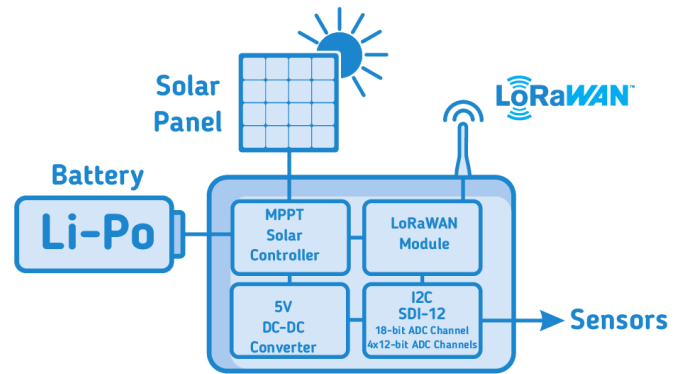 Solar
Panel
LoRaWAN™
Battery
Li-Po
MPPT
Solar
Controller
LoRaWAN
Module
5V
DC-DC
Converter
I2C
SDI-12
18-bit ADC Channel
4x12-bit ADC Channels
Sensors